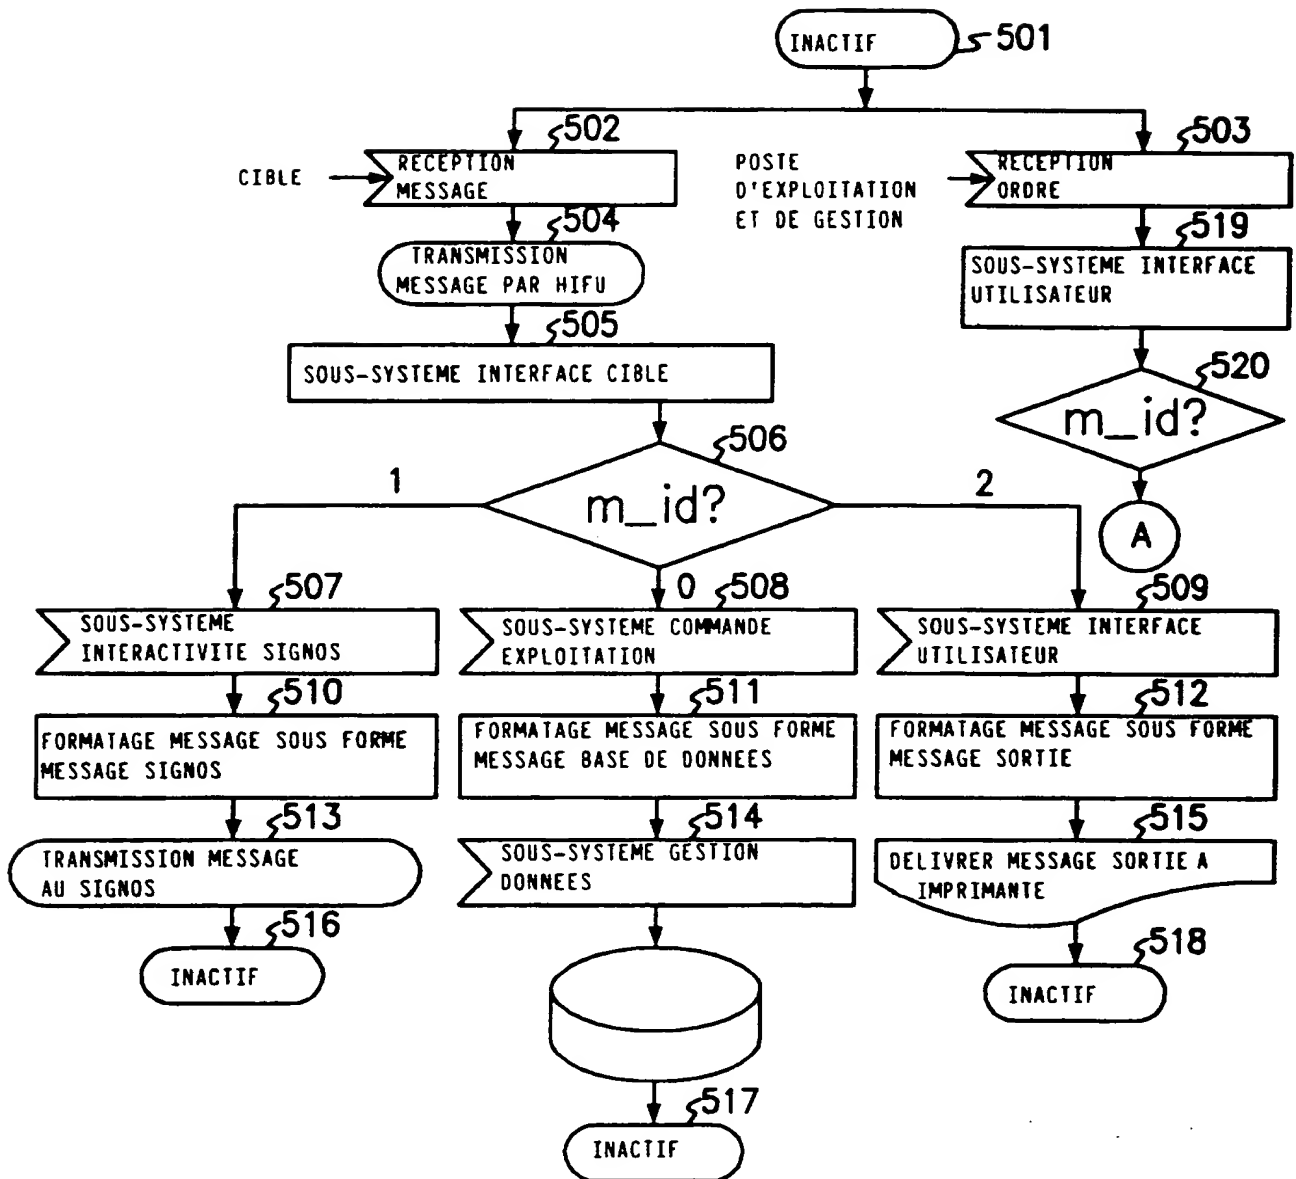 INACTIF
501
502
503
CIBLE
RECEPTION
MESSAGE
POSTE
D'EXPLOITATION
ET DE GESTION
RECEPTION
ORDRE
504
TRANSMISSION
MESSAGE PAR HIFU
519
SOUS-SYSTEME INTERFACE
UTILISATEUR
505
SOUS-SYSTEME INTERFACE CIBLE
520
m_id?
506
m_id?
1
2
0
A
507
SOUS-SYSTEME
INTERACTIVITE SIGNOS
508
SOUS-SYSTEME COMMANDE
EXPLOITATION
509
SOUS-SYSTEME INTERFACE
UTILISATEUR
510
FORMATAGE MESSAGE SOUS FORME
MESSAGE SIGNOS
511
FORMATAGE MESSAGE SOUS FORME
MESSAGE BASE DE DONNEES
512
FORMATAGE MESSAGE SOUS FORME
MESSAGE SORTIE
513
TRANSMISSION MESSAGE
AU SIGNOS
514
SOUS-SYSTEME GESTION
DONNEES
515
DELIVRER MESSAGE SORTIE A
IMPRIMANTE
516
INACTIF
518
INACTIF
517
INACTIF